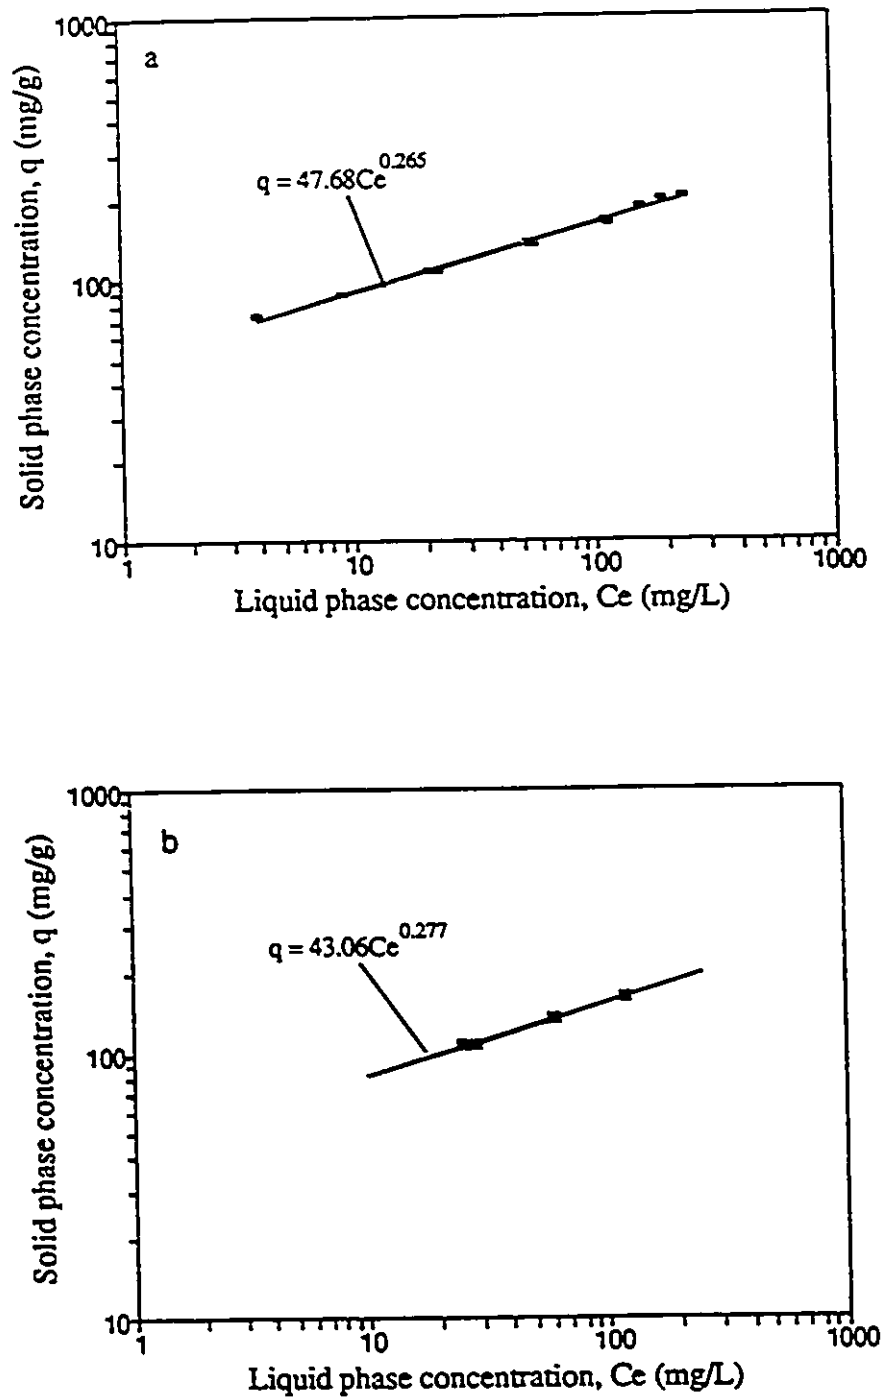 1000
a
q = 47.68Ce^0.265
100
10
1 10 100 1000
Solid phase concentration, q (mg/g)
Liquid phase concentration, Ce (mg/L)
1000
b
q = 43.06Ce^0.277
100
10
1 10 100 1000
Solid phase concentration, q (mg/g)
Liquid phase concentration, Ce (mg/L)